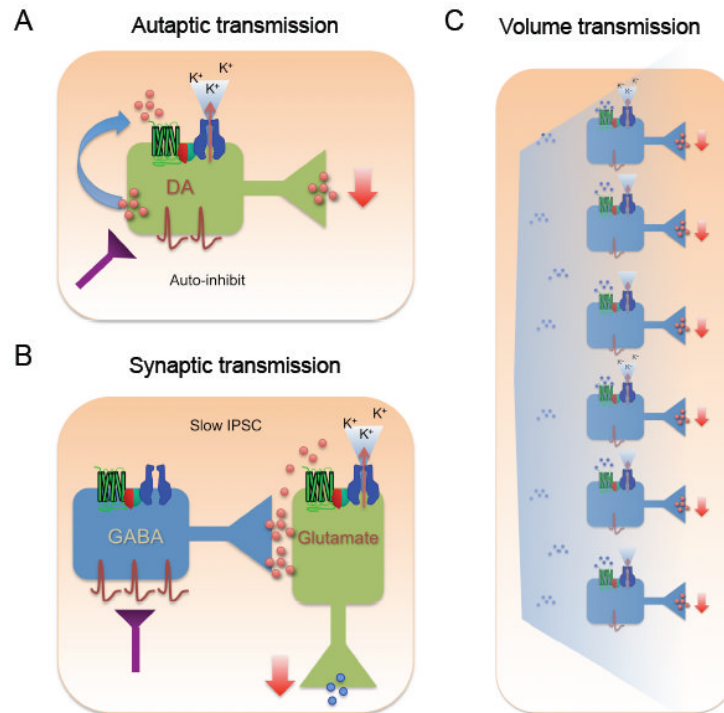 A
Autaptic transmission
K⁺
K⁺
K⁺
DA
Auto-inhibit
B
Synaptic transmission
Slow IPSC
K⁺
K⁺
K⁺
GABA
Glutamate
C
Volume transmission